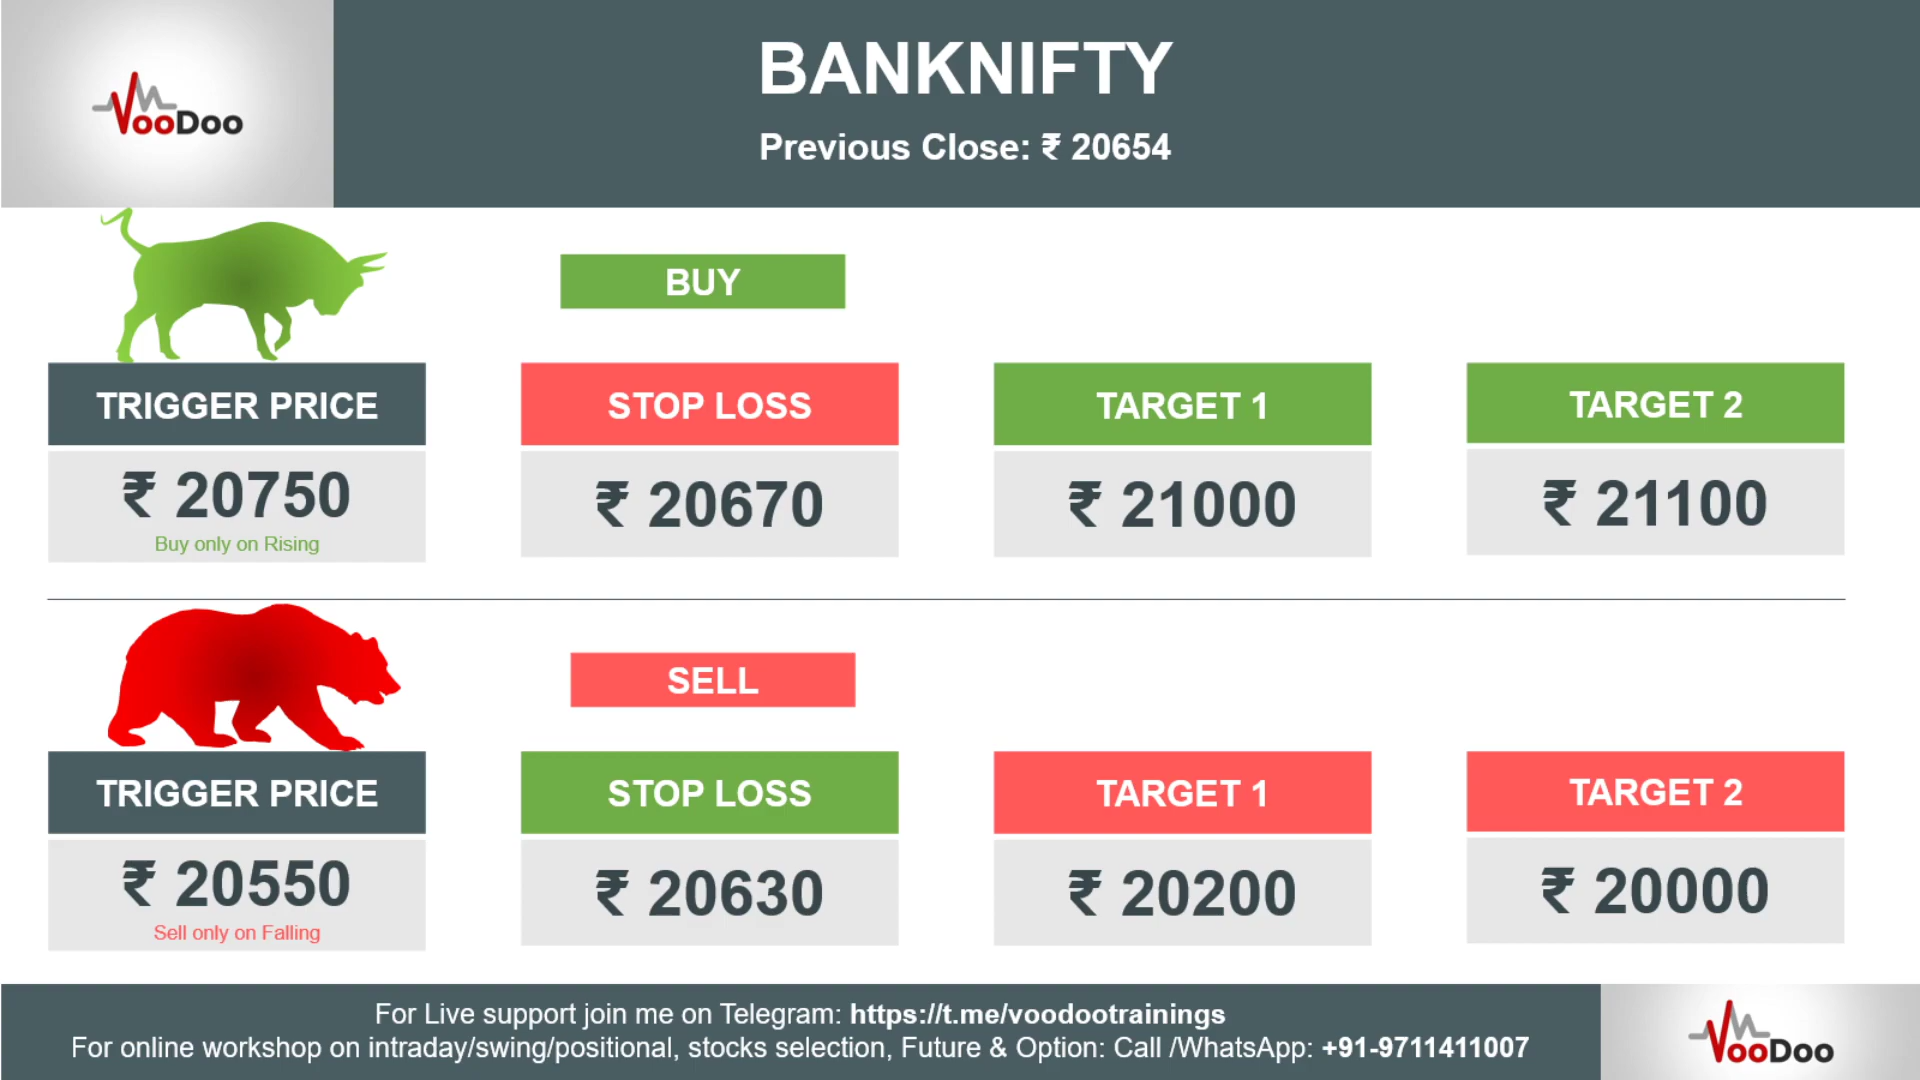 VooDoo
BANKNIFTY
Previous Close: ₹ 20654
BUY
TRIGGER PRICE
STOP LOSS
TARGET 1
TARGET 2
₹ 20750
Buy only on Rising
₹ 20670
₹ 21000
₹ 21100
SELL
TRIGGER PRICE
STOP LOSS
TARGET 1
TARGET 2
₹ 20550
Sell only on Falling
₹ 20630
₹ 20200
₹ 20000
For Live support join me on Telegram: https://t.me/voodootrainings
For online workshop on intraday/swing/positional, stocks selection, Future & Option: Call /WhatsApp: +91-9711411007
VooDoo